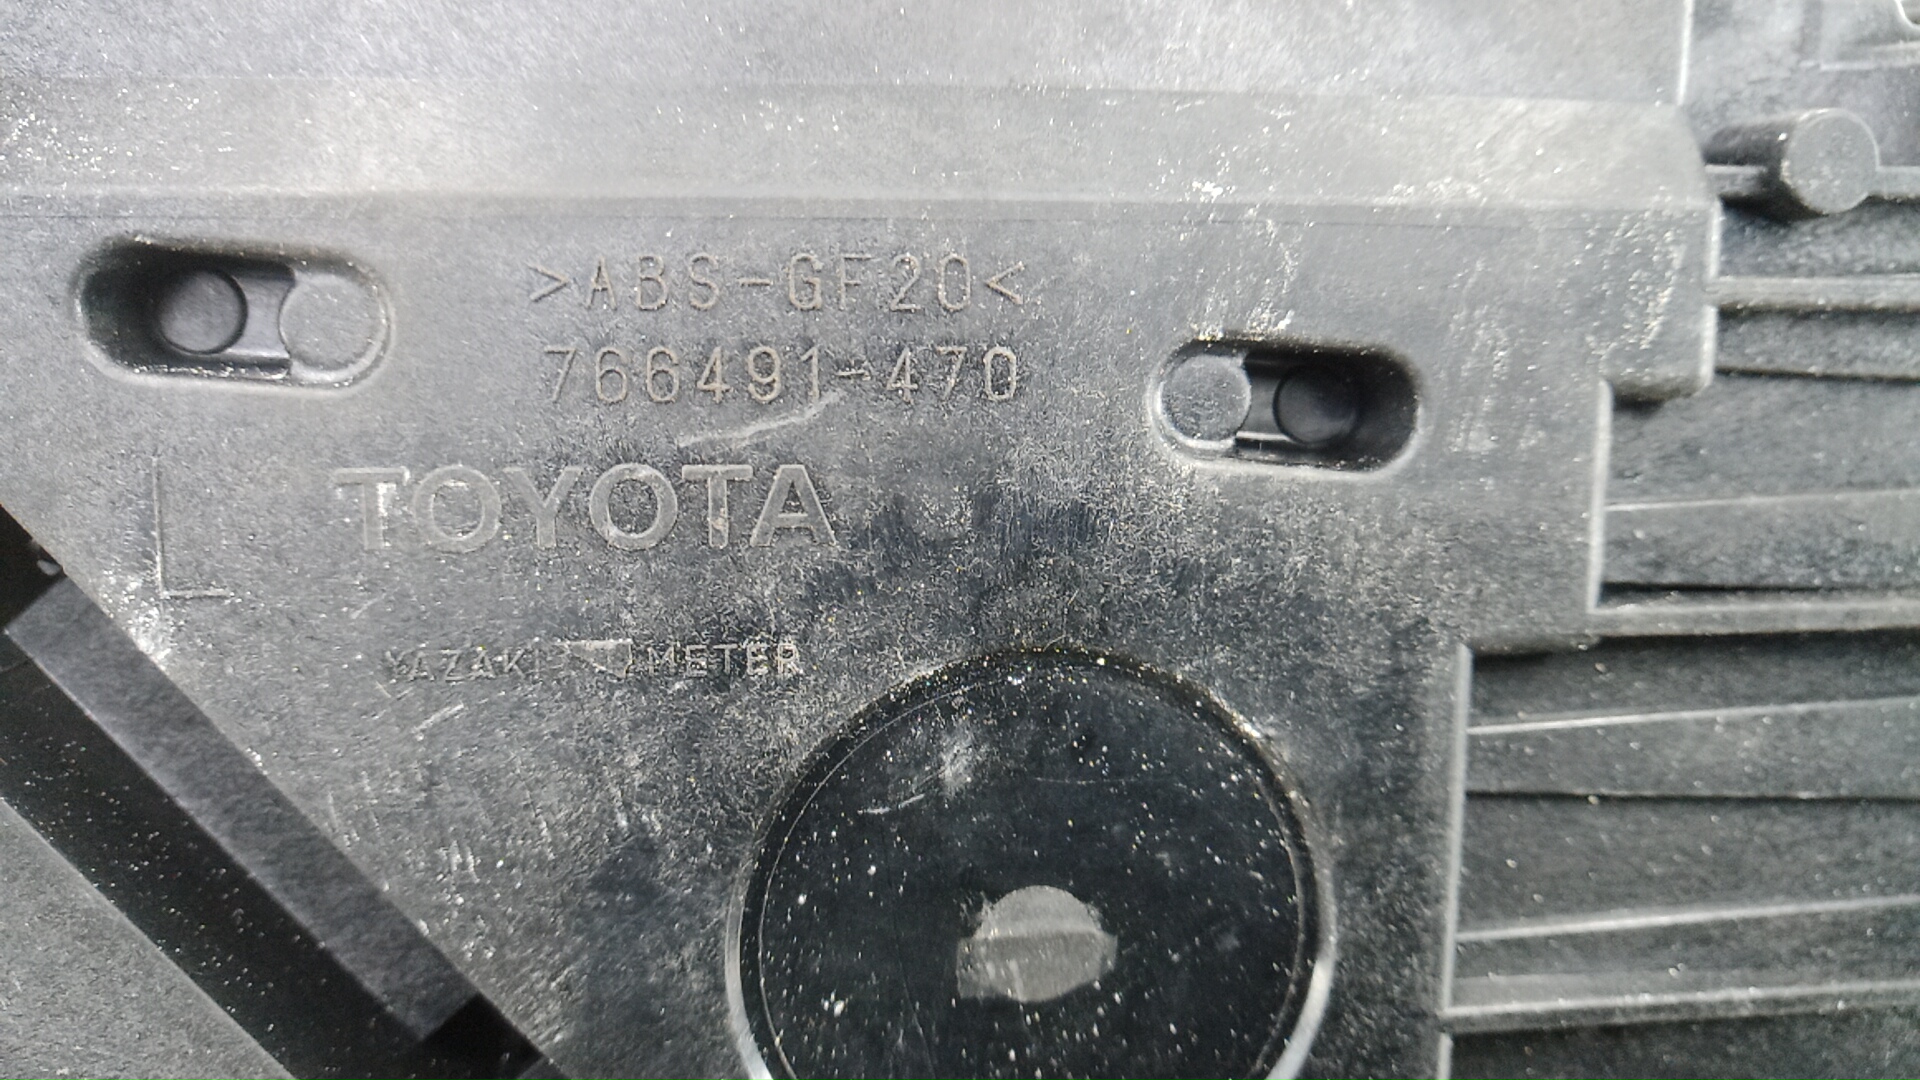 >ABS-GF20<
766491-470
TOYOTA
YAZAKI METER